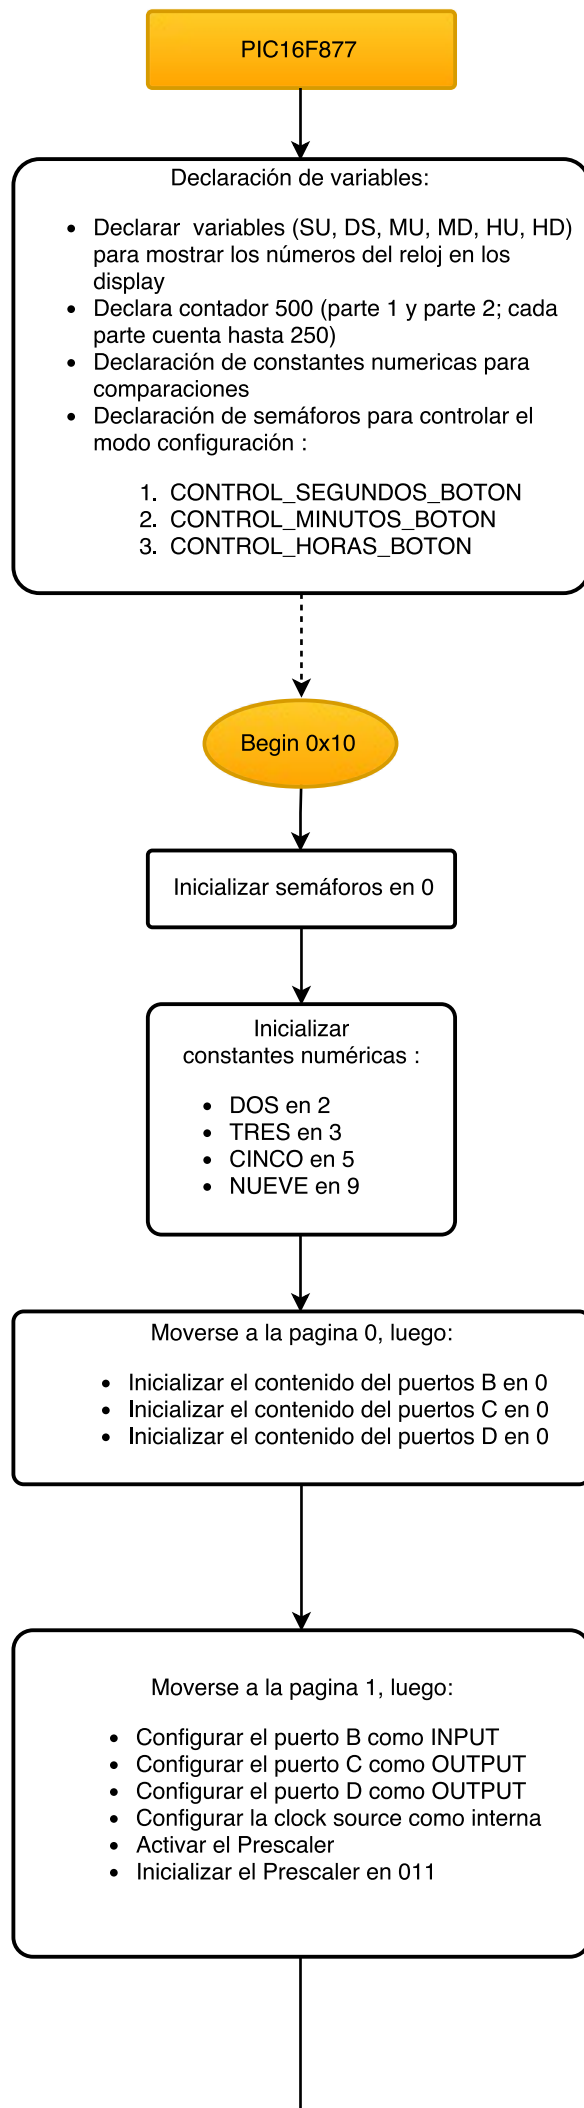 PIC16F877
Declaración de variables:
• Declarar variables (SU, DS, MU, MD, HU, HD)
para mostrar los números del reloj en los
display
• Declara contador 500 (parte 1 y parte 2; cada
parte cuenta hasta 250)
• Declaración de constantes numericas para
comparaciones
• Declaración de semáforos para controlar el
modo configuración :
1. CONTROL_SEGUNDOS_BOTON
2. CONTROL_MINUTOS_BOTON
3. CONTROL_HORAS_BOTON
Begin 0x10
Inicializar semáforos en 0
Inicializar
constantes numéricas :
• DOS en 2
• TRES en 3
• CINCO en 5
• NUEVE en 9
Moverse a la pagina 0, luego:
• Inicializar el contenido del puertos B en 0
• Inicializar el contenido del puertos C en 0
• Inicializar el contenido del puertos D en 0
Moverse a la pagina 1, luego:
• Configurar el puerto B como INPUT
• Configurar el puerto C como OUTPUT
• Configurar el puerto D como OUTPUT
• Configurar la clock source como interna
• Activar el Prescaler
• Inicializar el Prescaler en 011